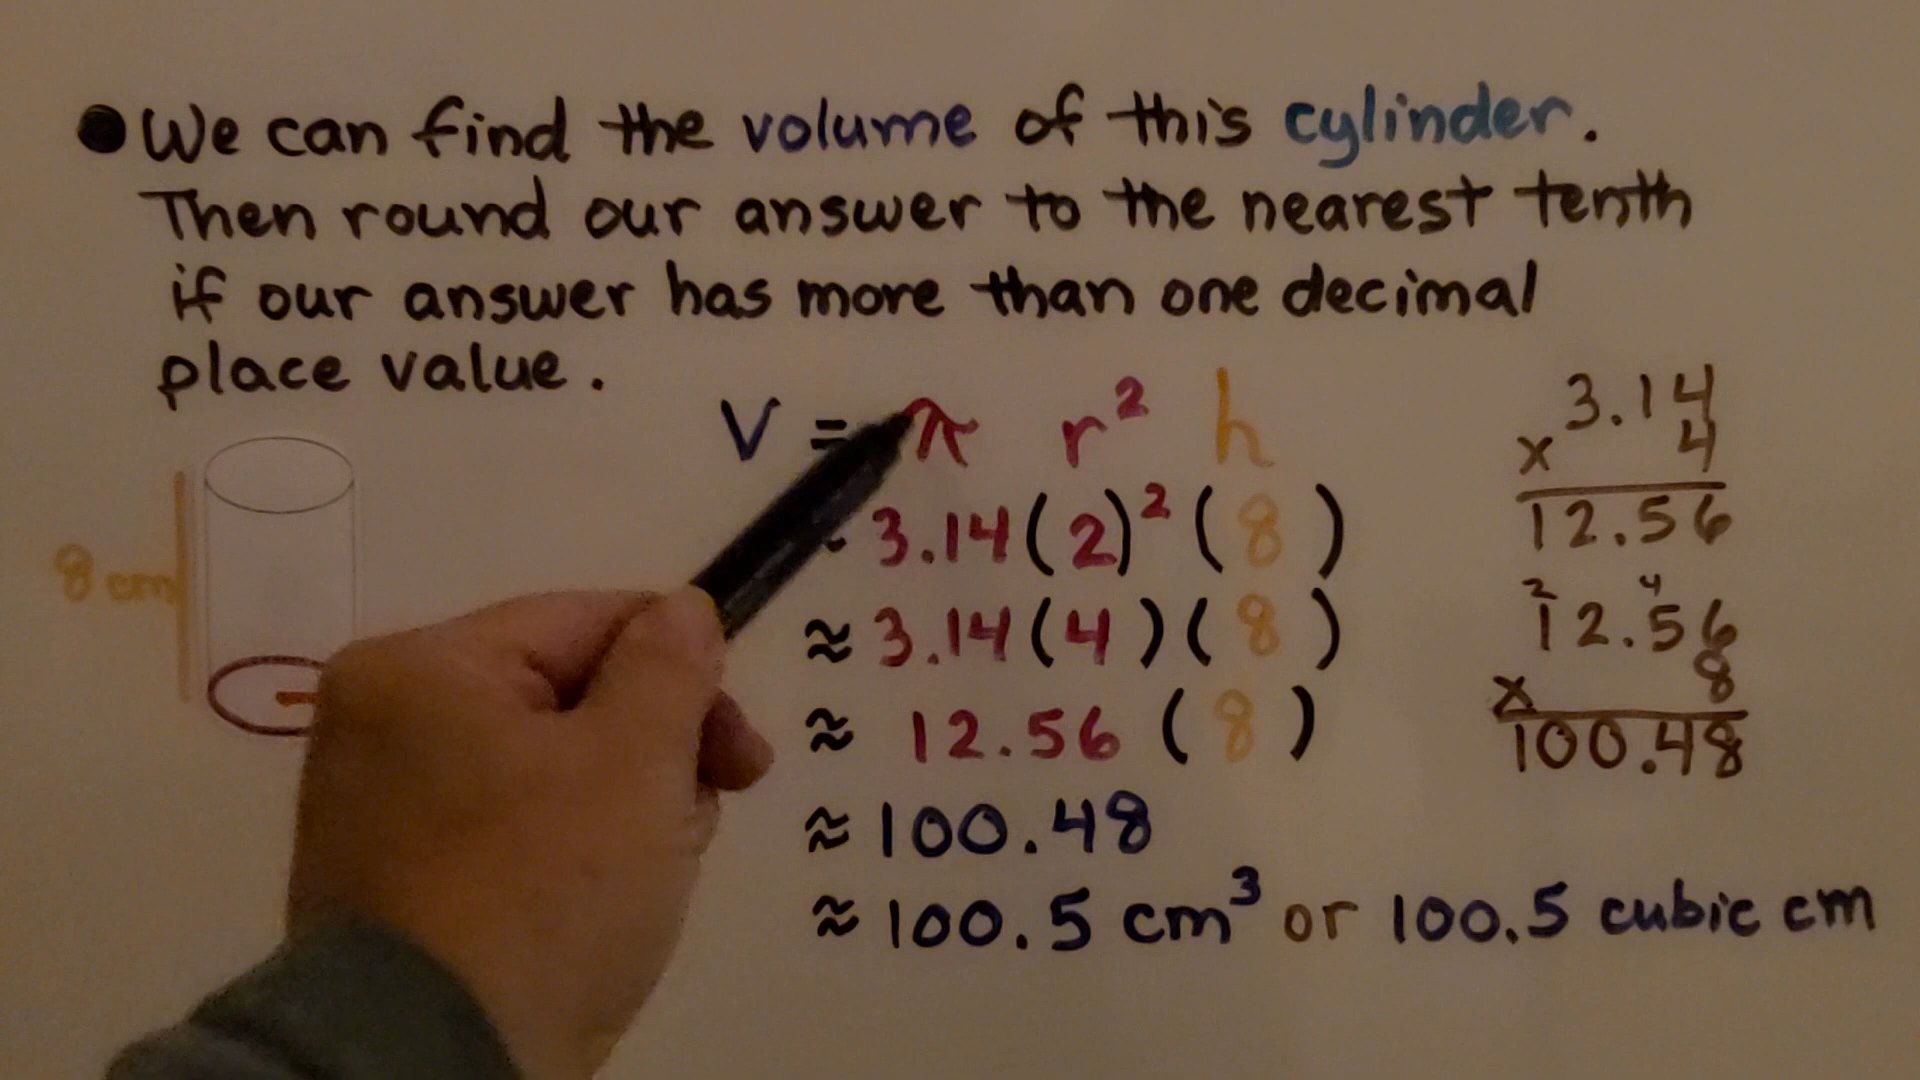 We can find the volume of this cylinder.
Then round our answer to the nearest tenth
if our answer has more than one decimal
place value.
8 cm
V = π r² h
3.14(2)²(8)
≈ 3.14(4)(8)
≈ 12.56(8)
≈ 100.48
≈ 100.5 cm³ or 100.5 cubic cm
3.14
x 4
12.56
2 4
12.56
x 8
100.48